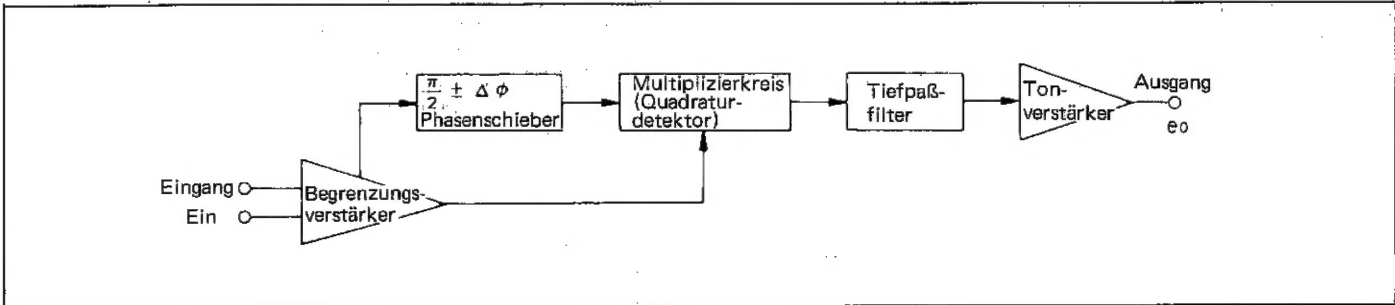 π/2 ± Δ φ
Phasenschieber
Multiplizierkreis
(Quadratur-
detektor)
Tiefpaß-
filter
Ton-
verstärker
Ausgang
eo
Eingang
Ein
Begrenzungs-
verstärker